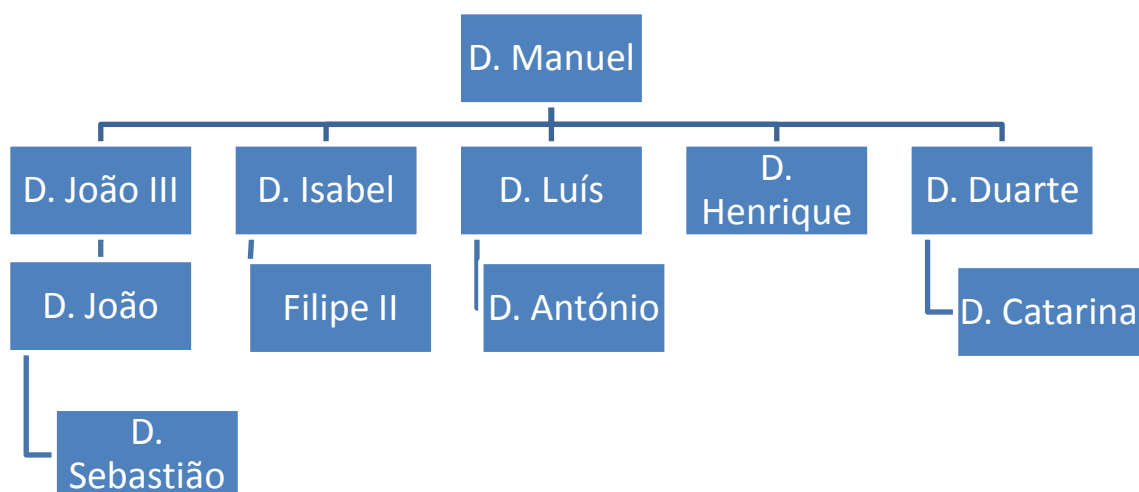 D. Manuel
D. João III
D. Isabel
D. Luís
D.
Henrique
D. Duarte
D. João
Filipe II
D. António
D. Catarina
D.
Sebastião